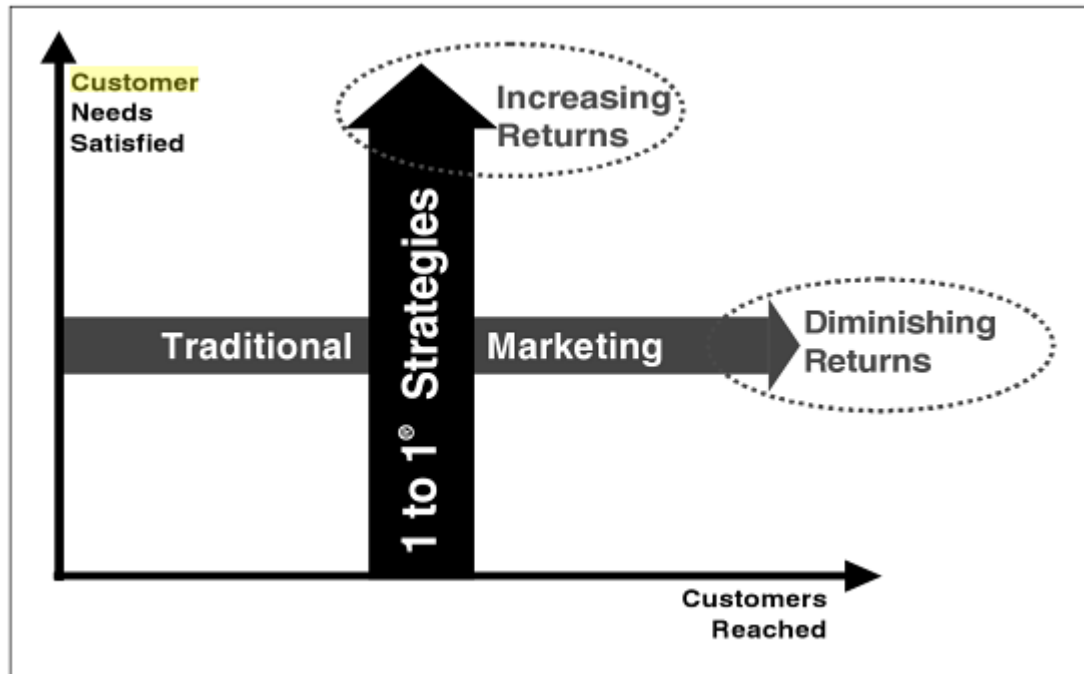 Customer
Needs
Satisfied
Increasing
Returns
1 to 1® Strategies
Traditional Marketing
Diminishing
Returns
Customers
Reached